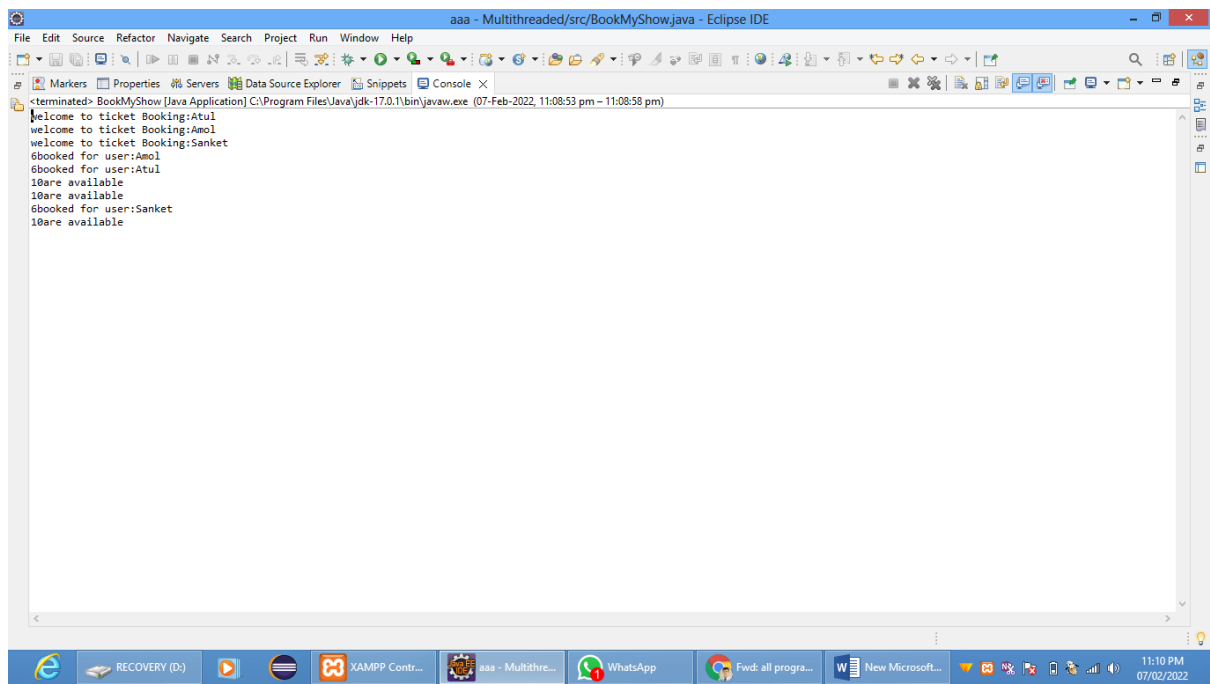 aaa - Multithreaded/src/BookMyShow.java - Eclipse IDE
File Edit Source Refactor Navigate Search Project Run Window Help
Markers Properties Servers Data Source Explorer Snippets Console
<terminated> BookMyShow [Java Application] C:\Program Files\Java\jdk-17.0.1\bin\javaw.exe (07-Feb-2022, 11:08:53 pm – 11:08:58 pm)
welcome to ticket Booking:Atul
welcome to ticket Booking:Amol
welcome to ticket Booking:Sanket
6booked for user:Amol
6booked for user:Atul
10are available
10are available
6booked for user:Sanket
10are available
RECOVERY (D:) XAMPP Contr... aaa - Multithre... 1 WhatsApp Fwd: all progra... New Microsoft... 11:10 PM
07/02/2022